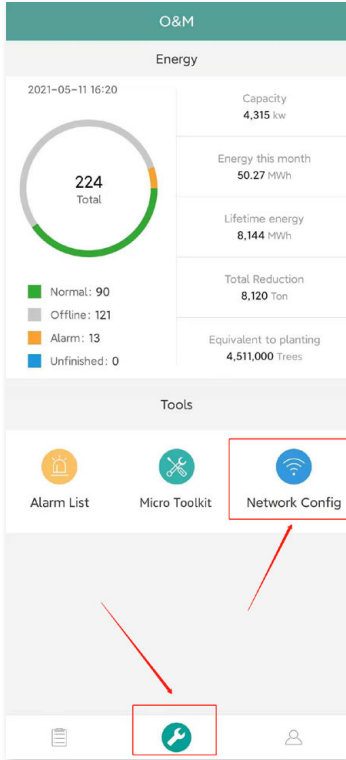 O&M
Energy
2021-05-11 16:20
224
Total
Normal: 90
Offline: 121
Alarm: 13
Unfinished: 0
Capacity
4,315 kw
Energy this month
50.27 MWh
Lifetime energy
8,144 MWh
Total Reduction
8,120 Ton
Equivalent to planting
4,511,000 Trees
Tools
Alarm List
Micro Toolkit
Network Config